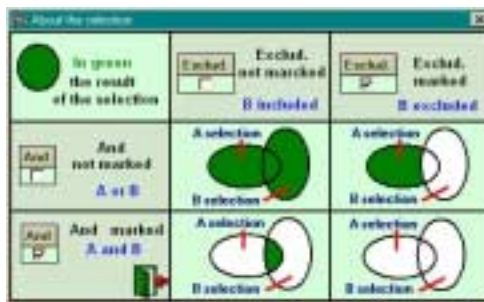 About the selection
In green
the result
of the selection
Exclud.
Exclud.
not marcked
B included
Exclud.
Exclud.
marked
B excluded
And
And
not marked
A or B
A selection
B selection
A selection
B selection
And
And marked
A and B
A selection
B selection
A selection
B selection